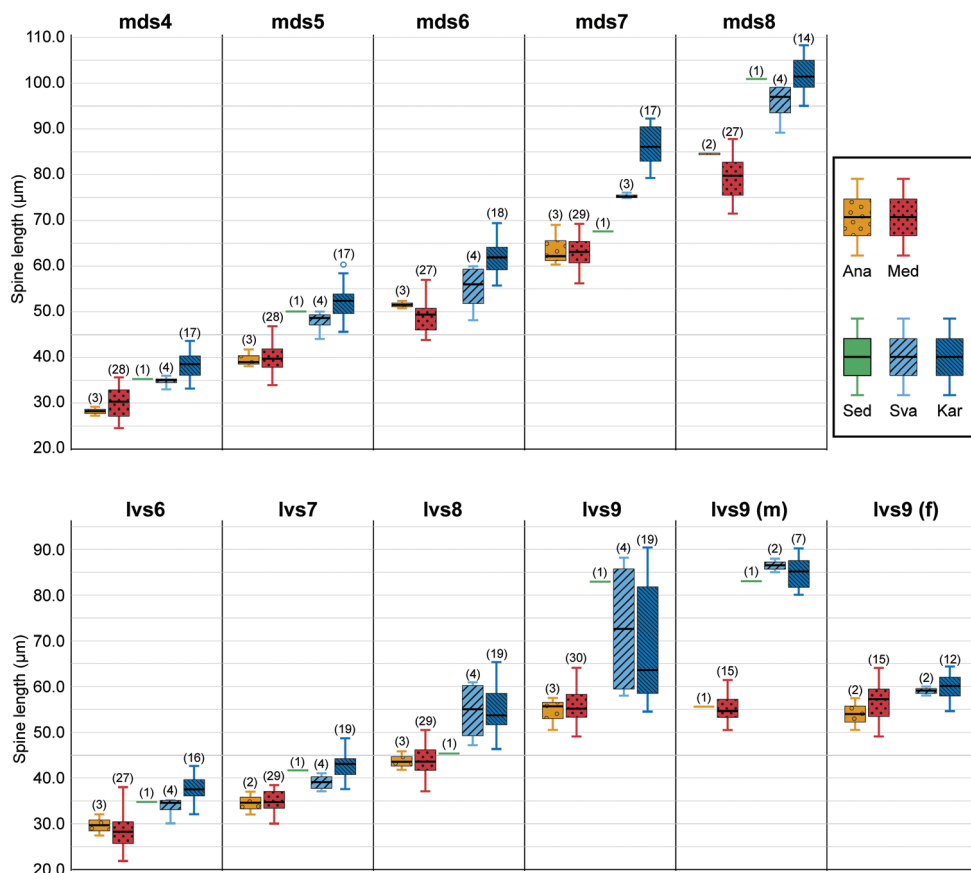 mds4 mds5 mds6 mds7 mds8
110.0
100.0
90.0
80.0
70.0
60.0
50.0
40.0
30.0
20.0
Spine length (µm)
(3) (28) (1) (4) (17)
(3) (28) (1) (4) (17)
(3) (27) (4) (18)
(3) (29) (1) (3) (17)
(2) (27) (1) (4) (14)
Ana Med
Sed Sva Kar
lvs6 lvs7 lvs8 lvs9 lvs9 (m) lvs9 (f)
90.0
80.0
70.0
60.0
50.0
40.0
30.0
20.0
Spine length (µm)
(3) (27) (1) (4) (16)
(2) (29) (1) (4) (19)
(3) (29) (1) (4) (19)
(3) (30) (1) (4) (19)
(1) (15) (1) (2) (7)
(2) (15) (2) (12)